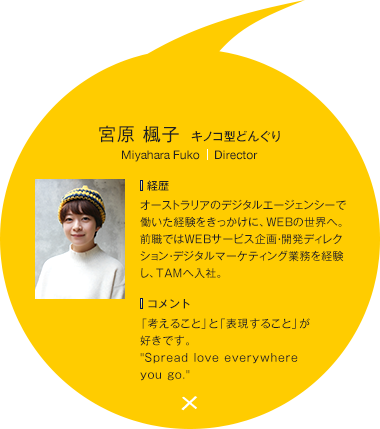 宮原 楓子 キノコ型どんぐり
Miyahara Fuko | Director
経歴
オーストラリアのデジタルエージェンシーで
働いた経験をきっかけに、WEBの世界へ。
前職ではWEBサービス企画・開発ディレク
ション・デジタルマーケティング業務を経験
し、TAMへ入社。
コメント
「考えること」と「表現すること」が
好きです。
"Spread love everywhere
you go."